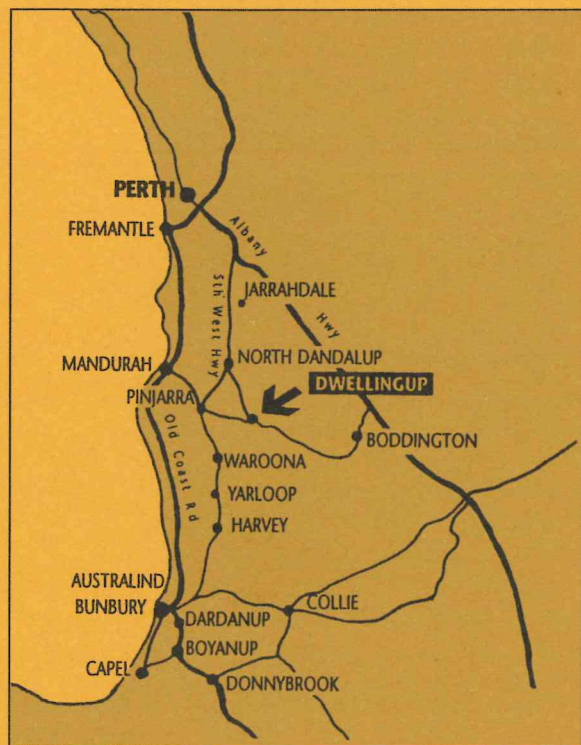 PERTH
Albany
FREMANTLE
JARRAHDALE
Sth West Hwy
Hwy
NORTH DANDALUP
MANDURAH
DWELLINGUP
PINJARRA
Old Coast Rd
BODDINGTON
WAROONA
YARLOOP
HARVEY
AUSTRALIND
BUNBURY
COLLIE
DARDANUP
BOYANUP
CAPEL
DONNYBROOK